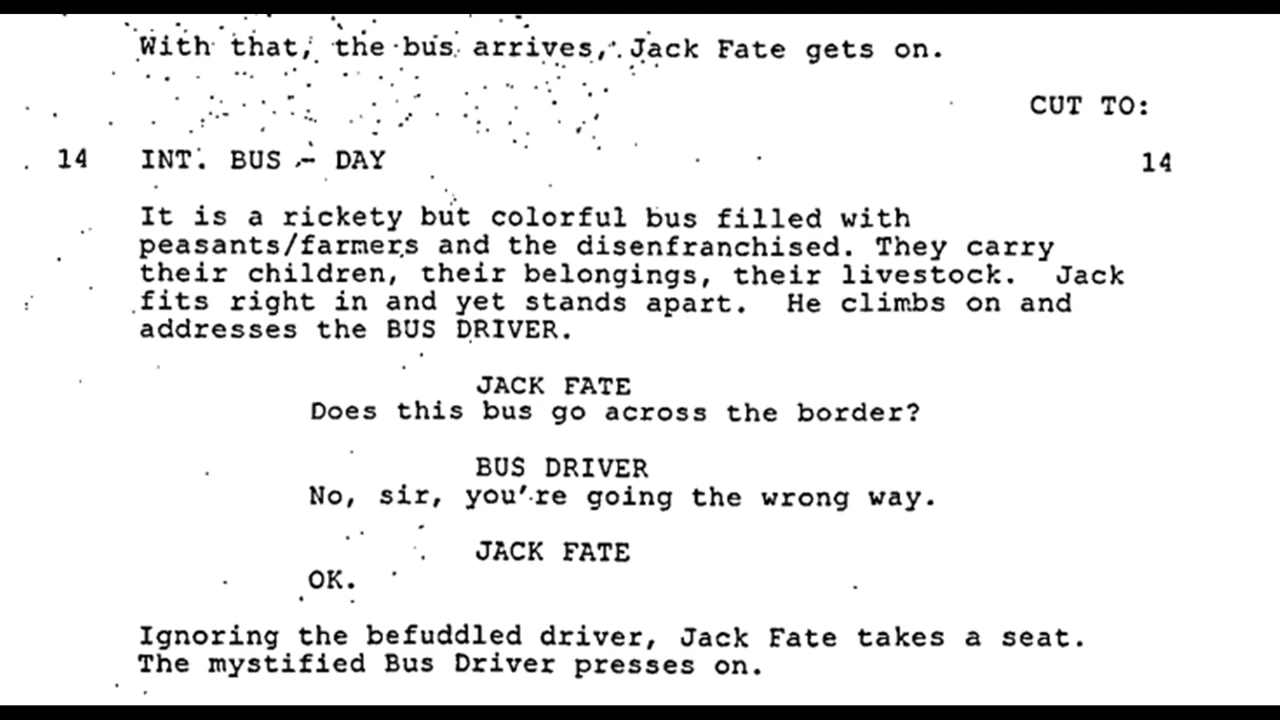 With that, the bus arrives, Jack Fate gets on.
CUT TO:
14 INT. BUS - DAY 14
It is a rickety but colorful bus filled with
peasants/farmers and the disenfranchised. They carry
their children, their belongings, their livestock. Jack
fits right in and yet stands apart. He climbs on and
addresses the BUS DRIVER.
JACK FATE
Does this bus go across the border?
BUS DRIVER
No, sir, you're going the wrong way.
JACK FATE
OK.
Ignoring the befuddled driver, Jack Fate takes a seat.
The mystified Bus Driver presses on.